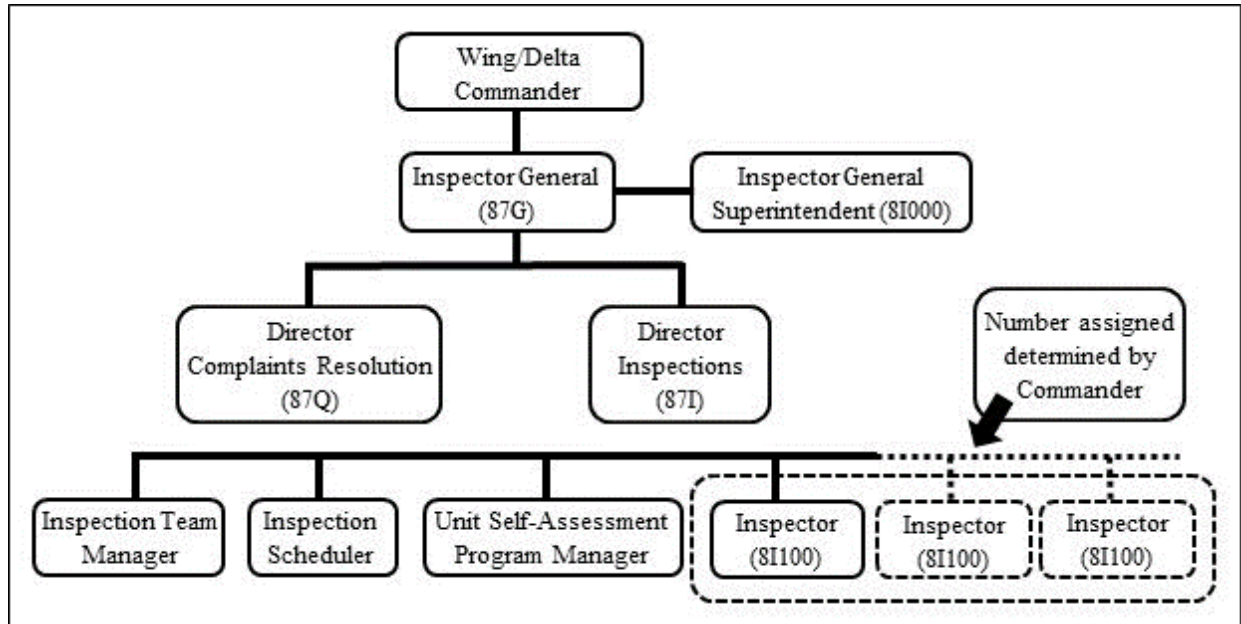 Wing/Delta
Commander
Inspector General
(87G)
Inspector General
Superintendent (8I000)
Director
Complaints Resolution
(87Q)
Director
Inspections
(87I)
Number assigned
determined by
Commander
Inspection Team
Manager
Inspection
Scheduler
Unit Self-Assessment
Program Manager
Inspector
(8I100)
Inspector
(8I100)
Inspector
(8I100)